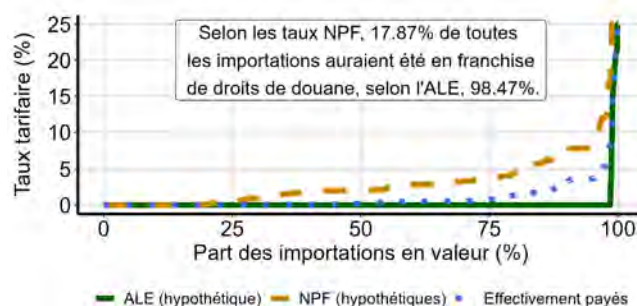 25
20
15
10
5
0
Taux tarifaire (%)
Selon les taux NPF, 17.87% de toutes
les importations auraient été en franchise
de droits de douane, selon l'ALE, 98.47%.
0 25 50 75 100
Part des importations en valeur (%)
ALE (hypothétique) NPF (hypothétiques) Effectivement payés